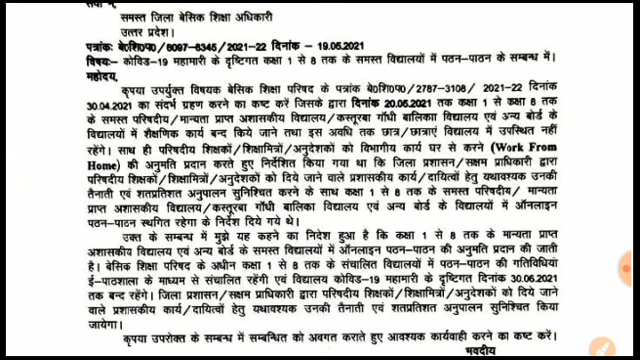 सेवा में,
समस्त जिला बेसिक शिक्षा अधिकारी
उत्तर प्रदेश।
पत्रांकः बे0शि0प0/6097-6345/2021-22 दिनांक - 19.05.2021
विषयः- कोविड-19 महामारी के दृष्टिगत कक्षा 1 से 8 तक के समस्त विद्यालयों में पठन-पाठन के सम्बन्ध में।
महोदय,
कृपया उपर्युक्त विषयक बेसिक शिक्षा परिषद के पत्रांक बे0शि0प0/2787-3108/ 2021-22 दिनांक
30.04.2021 का संदर्भ ग्रहण करने का कष्ट करें जिसके द्वारा दिनांक 20.05.2021 तक कक्षा 1 से कक्षा 8 तक
के समस्त परिषदीय/मान्यता प्राप्त अशासकीय विद्यालय/कस्तूरबा गाँधी बालिका विद्यालय एवं अन्य बोर्ड के
विद्यालयों में शैक्षणिक कार्य बन्द किये जाने तथा इस अवधि तक छात्र/छात्राऐं विद्यालय में उपस्थित नहीं
रहेंगे। साथ ही परिषदीय शिक्षकों/शिक्षामित्रों/अनुदेशकों को विभागीय कार्य घर से करने (Work From
Home) की अनुमति प्रदान करते हुए निर्देशित किया गया था कि जिला प्रशासन/सक्षम प्राधिकारी द्वारा
परिषदीय शिक्षकों/शिक्षामित्रों/अनुदेशकों को दिये जाने वाले प्रशासकीय कार्य/दायित्वों हेतु यथावश्यक उनकी
तैनाती एवं शतप्रतिशत अनुपालन सुनिश्चित करने के साथ कक्षा 1 से 8 तक के समस्त परिषदीय/ मान्यता
प्राप्त अशासकीय विद्यालय/कस्तूरबा गाँधी बालिका विद्यालय एवं अन्य बोर्ड के विद्यालयों में ऑनलाइन
पठन-पाठन स्थगित रहेगा के निर्देश दिये गए थे।
उक्त के सम्बन्ध में मुझे यह कहने का निदेश हुआ है कि कक्षा 1 से 8 तक के मान्यता प्राप्त
अशासकीय विद्यालय एवं अन्य बोर्ड के समस्त विद्यालयों में ऑनलाइन पठन-पाठन की अनुमति प्रदान की जाती
है। बेसिक शिक्षा परिषद के अधीन कक्षा 1 से 8 तक के संचालित विद्यालयों में पठन-पाठन की गतिविधियां
ई-पाठशाला के माध्यम से संचालित रहेंगी एवं विद्यालय कोविड-19 महामारी के दृष्टिगत दिनांक 30.06.2021
तक बन्द रहेंगे। जिला प्रशासन/सक्षम प्राधिकारी द्वारा परिषदीय शिक्षकों/शिक्षामित्रों/अनुदेशकों को दिये जाने
वाले प्रशासकीय कार्य/दायित्वों हेतु यथावश्यक उनकी तैनाती एवं शतप्रतिशत अनुपालन सुनिश्चित किया
जायेगा।
कृपया उपरोक्त के सम्बन्ध में सम्बन्धित को अवगत कराते हुए आवश्यक कार्यवाही करने का कष्ट करें।
भवदीय